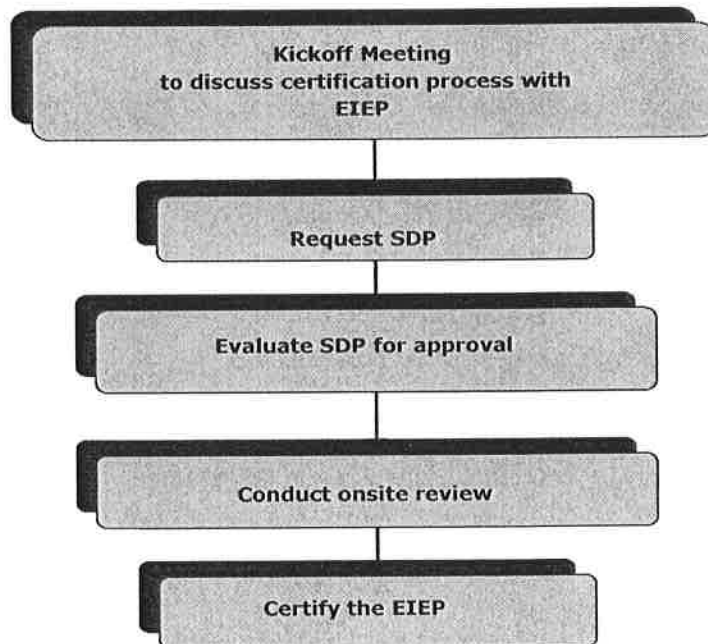 Kickoff Meeting
to discuss certification process with
EIEP
Request SDP
Evaluate SDP for approval
Conduct onsite review
Certify the EIEP